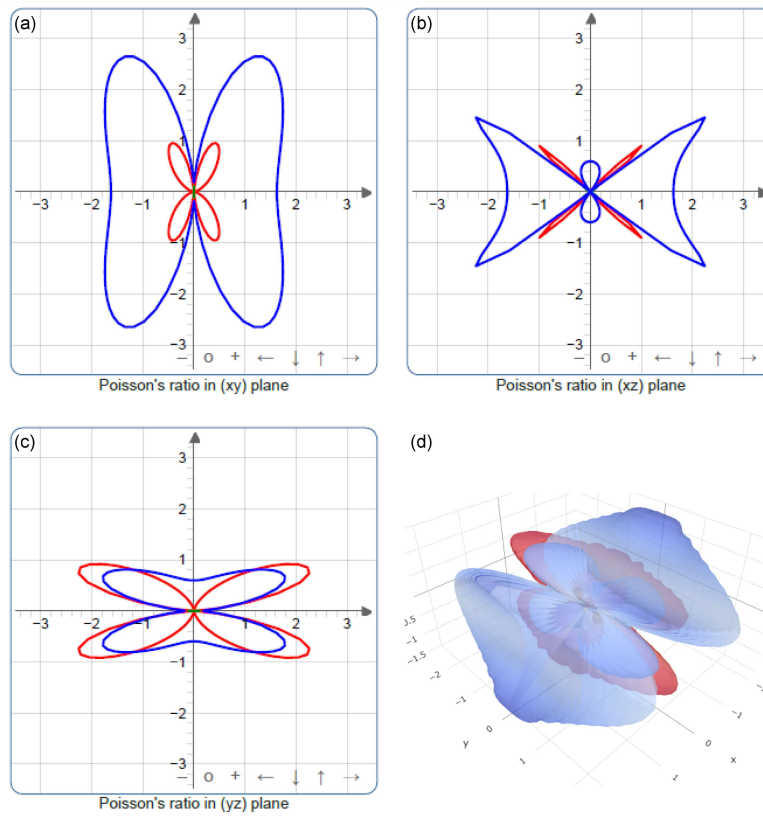 (a)
3
2
1
−3 −2 −1 1 2 3
−1
−2
−3
− o + ← ↓ ↑ →
Poisson's ratio in (xy) plane
(b)
3
2
1
−3 −2 −1 1 2 3
−1
−2
−3
− o + ← ↓ ↑ →
Poisson's ratio in (xz) plane
(c)
3
2
1
−3 −2 −1 1 2 3
−1
−2
−3
− o + ← ↓ ↑ →
Poisson's ratio in (yz) plane
(d)
0.5
−1
−1.5
−2
−1
y
0
1
−1
0
x
1